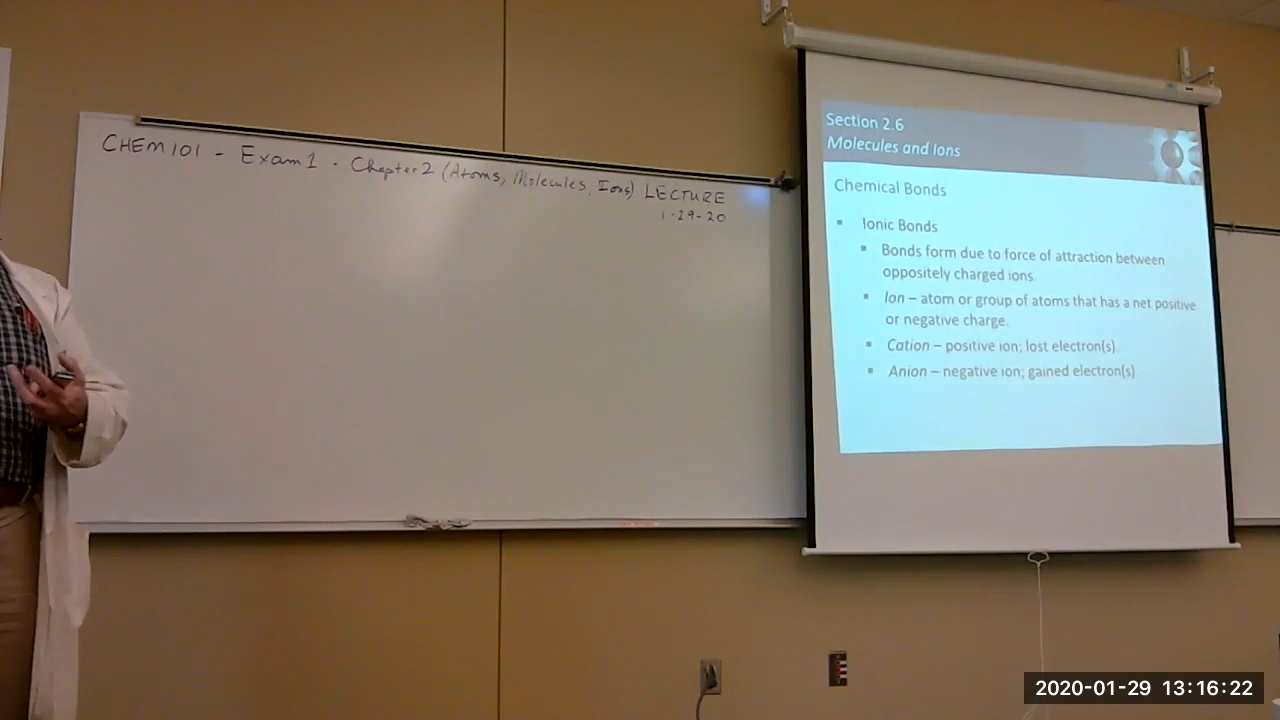 CHEM 101 - Exam 1 - Chapter 2 (Atoms, Molecules, Ions) LECTURE
1-29-20
Section 2.6
Molecules and Ions
Chemical Bonds
▪ Ionic Bonds
▪ Bonds form due to force of attraction between
oppositely charged ions.
▪ Ion – atom or group of atoms that has a net positive
or negative charge.
▪ Cation – positive ion; lost electron(s).
▪ Anion – negative ion; gained electron(s).
2020-01-29 13:16:22